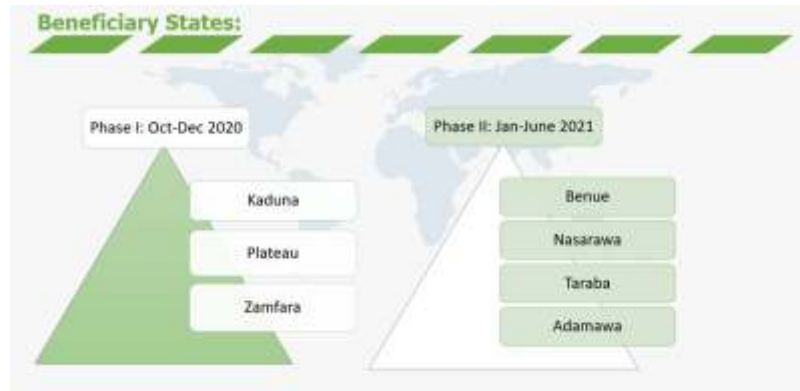 Beneficiary States:
Phase I: Oct-Dec 2020
Kaduna
Plateau
Zamfara
Phase II: Jan-June 2021
Benue
Nasarawa
Taraba
Adamawa